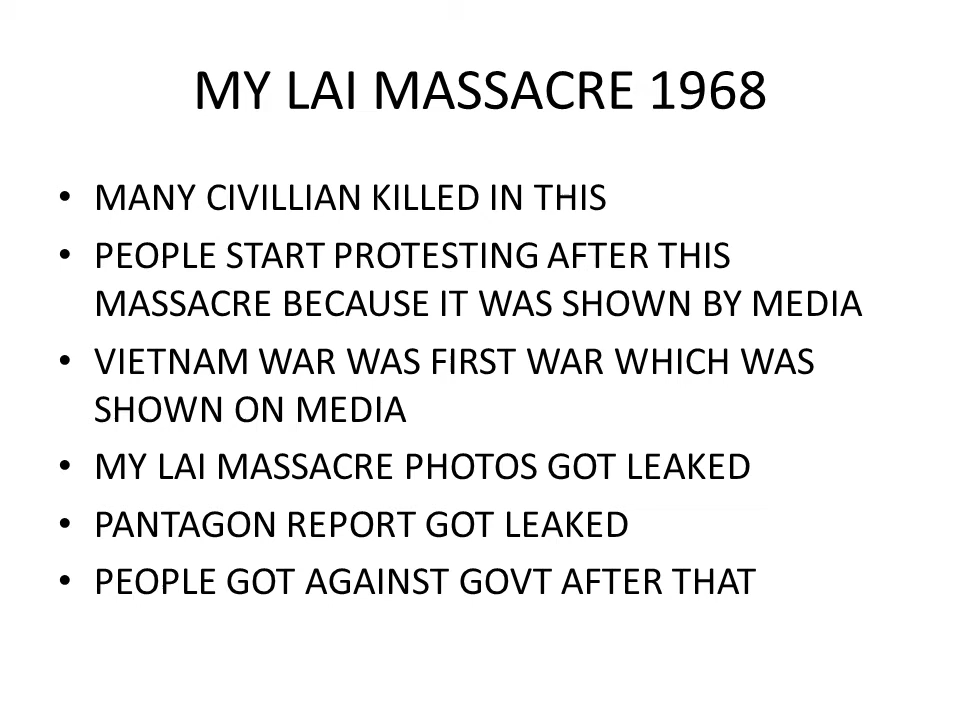 MY LAI MASSACRE 1968
• MANY CIVILLIAN KILLED IN THIS
• PEOPLE START PROTESTING AFTER THIS
MASSACRE BECAUSE IT WAS SHOWN BY MEDIA
• VIETNAM WAR WAS FIRST WAR WHICH WAS
SHOWN ON MEDIA
• MY LAI MASSACRE PHOTOS GOT LEAKED
• PANTAGON REPORT GOT LEAKED
• PEOPLE GOT AGAINST GOVT AFTER THAT